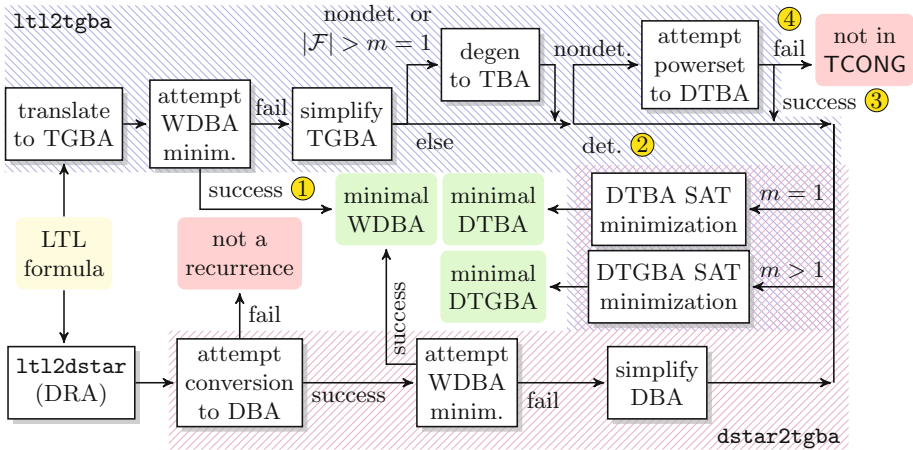 ltl2tgba
nondet. or
|F| > m = 1
degen
to TBA
nondet.
attempt
powerset
to DTBA
4
fail
not in
TCONG
success 3
translate
to TGBA
attempt
WDBA
minim.
fail
simplify
TGBA
else
det. 2
success 1
minimal
WDBA
minimal
DTBA
DTBA SAT
minimization
m = 1
LTL
formula
not a
recurrence
minimal
DTGBA
DTGBA SAT
minimization
m > 1
fail
success
ltl2dstar
(DRA)
attempt
conversion
to DBA
success
attempt
WDBA
minim.
fail
simplify
DBA
dstar2tgba